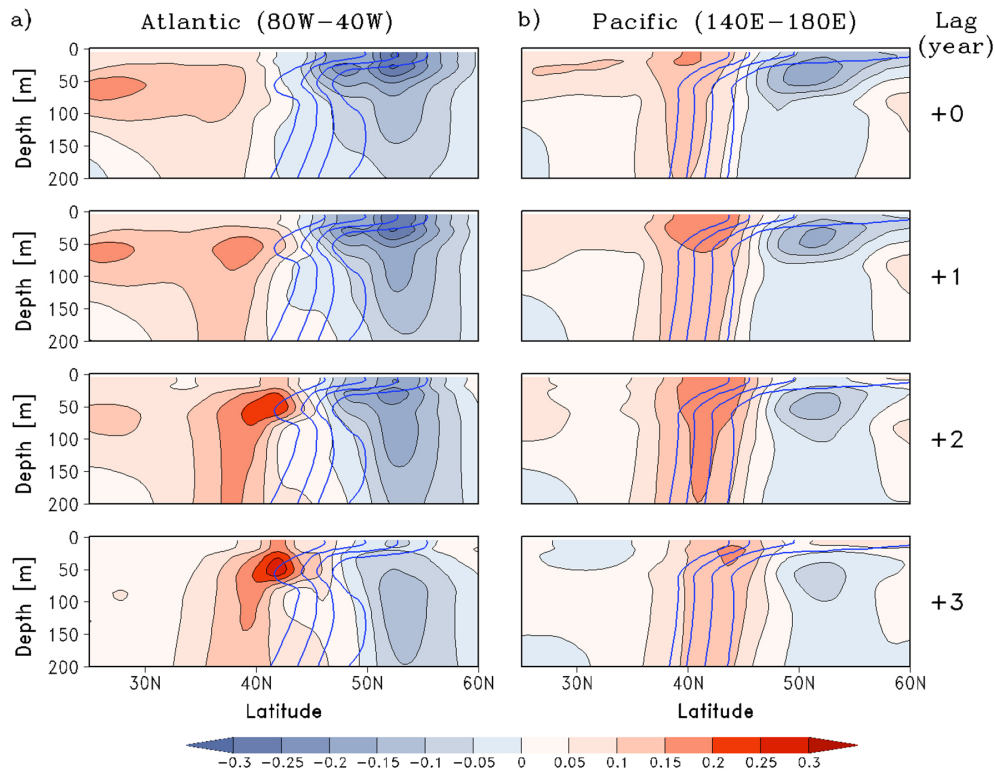 a) Atlantic (80W−40W)
b) Pacific (140E−180E)
Lag
(year)
0
50
100
150
200
Depth [m]
+0
0
50
100
150
200
Depth [m]
+1
0
50
100
150
200
Depth [m]
+2
0
50
100
150
200
Depth [m]
+3
30N 40N 50N 60N
30N 40N 50N 60N
Latitude
Latitude
−0.3 −0.25 −0.2 −0.15 −0.1 −0.05 0 0.05 0.1 0.15 0.2 0.25 0.3